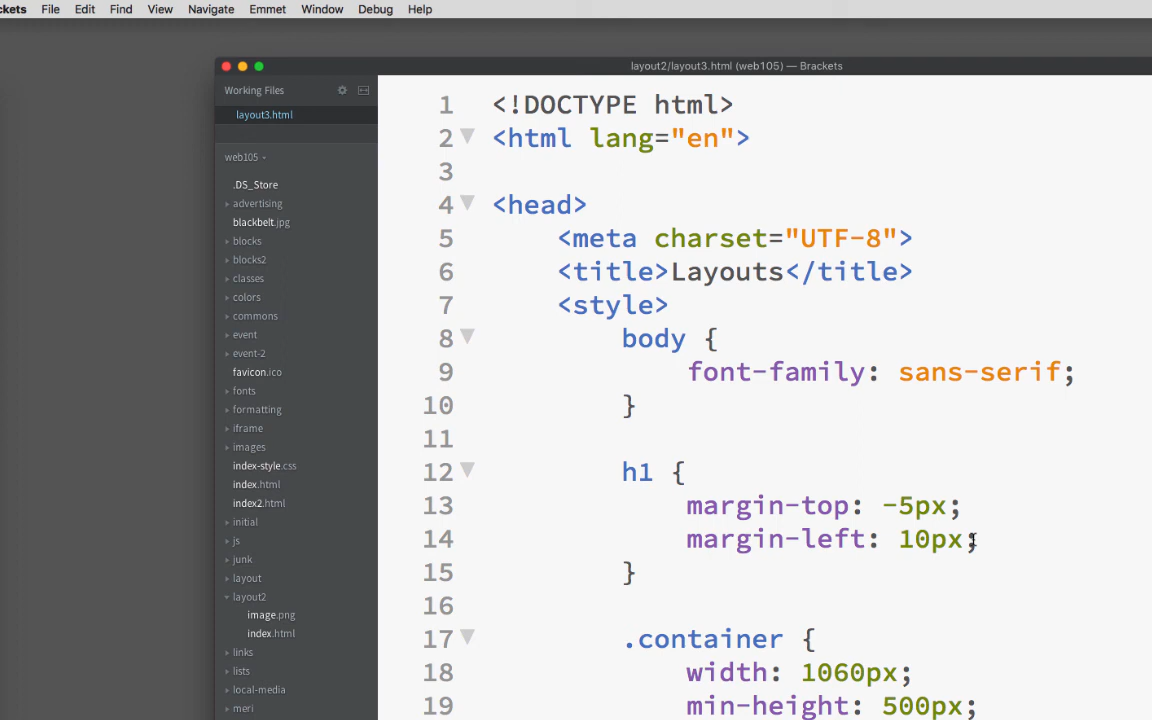 ckets File Edit Find View Navigate Emmet Window Debug Help
layout2/layout3.html (web105) — Brackets
Working Files
layout3.html
web105
.DS_Store
advertising
blackbelt.jpg
blocks
blocks2
classes
colors
commons
event
event-2
favicon.ico
fonts
formatting
iframe
images
index-style.css
index.html
index2.html
initial
js
junk
layout
layout2
image.png
index.html
links
lists
local-media
meri
1 <!DOCTYPE html>
2 <html lang="en">
3
4 <head>
5 <meta charset="UTF-8">
6 <title>Layouts</title>
7 <style>
8 body {
9 font-family: sans-serif;
10 }
11
12 h1 {
13 margin-top: -5px;
14 margin-left: 10px;
15 }
16
17 .container {
18 width: 1060px;
19 min-height: 500px;